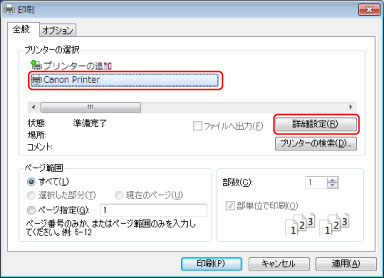 印刷
全般
オプション
プリンターの選択
プリンターの追加
Canon Printer
状態: 準備完了
場所:
コメント:
ファイルへ出力(F)
詳細設定(R)
プリンターの検索(D)...
ページ範囲
すべて(L)
選択した部分(T)
現在のページ(U)
ページ指定(G): 1
ページ番号のみか、またはページ範囲のみを入力し
てください。例: 5-12
部数(C): 1
部単位で印刷(O)
1 1 2 2 3 3
印刷(P)
キャンセル
適用(A)